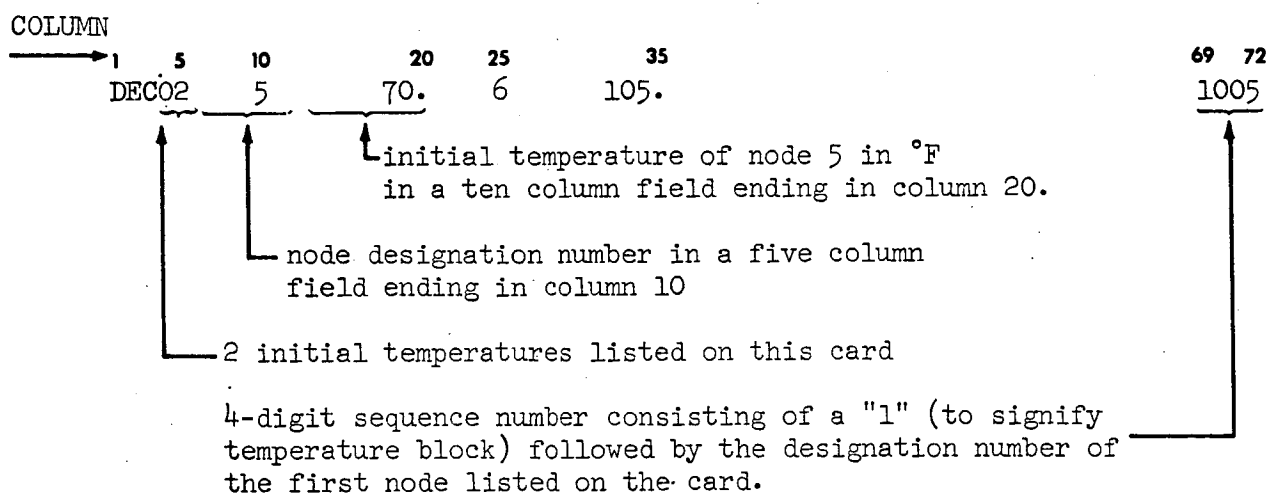 COLUMN
1 5 10 20 25 35 69 72
DEC02 5 70. 6 105. 1005
initial temperature of node 5 in °F
in a ten column field ending in column 20.
node designation number in a five column
field ending in column 10
2 initial temperatures listed on this card
4-digit sequence number consisting of a "1" (to signify
temperature block) followed by the designation number of
the first node listed on the card.